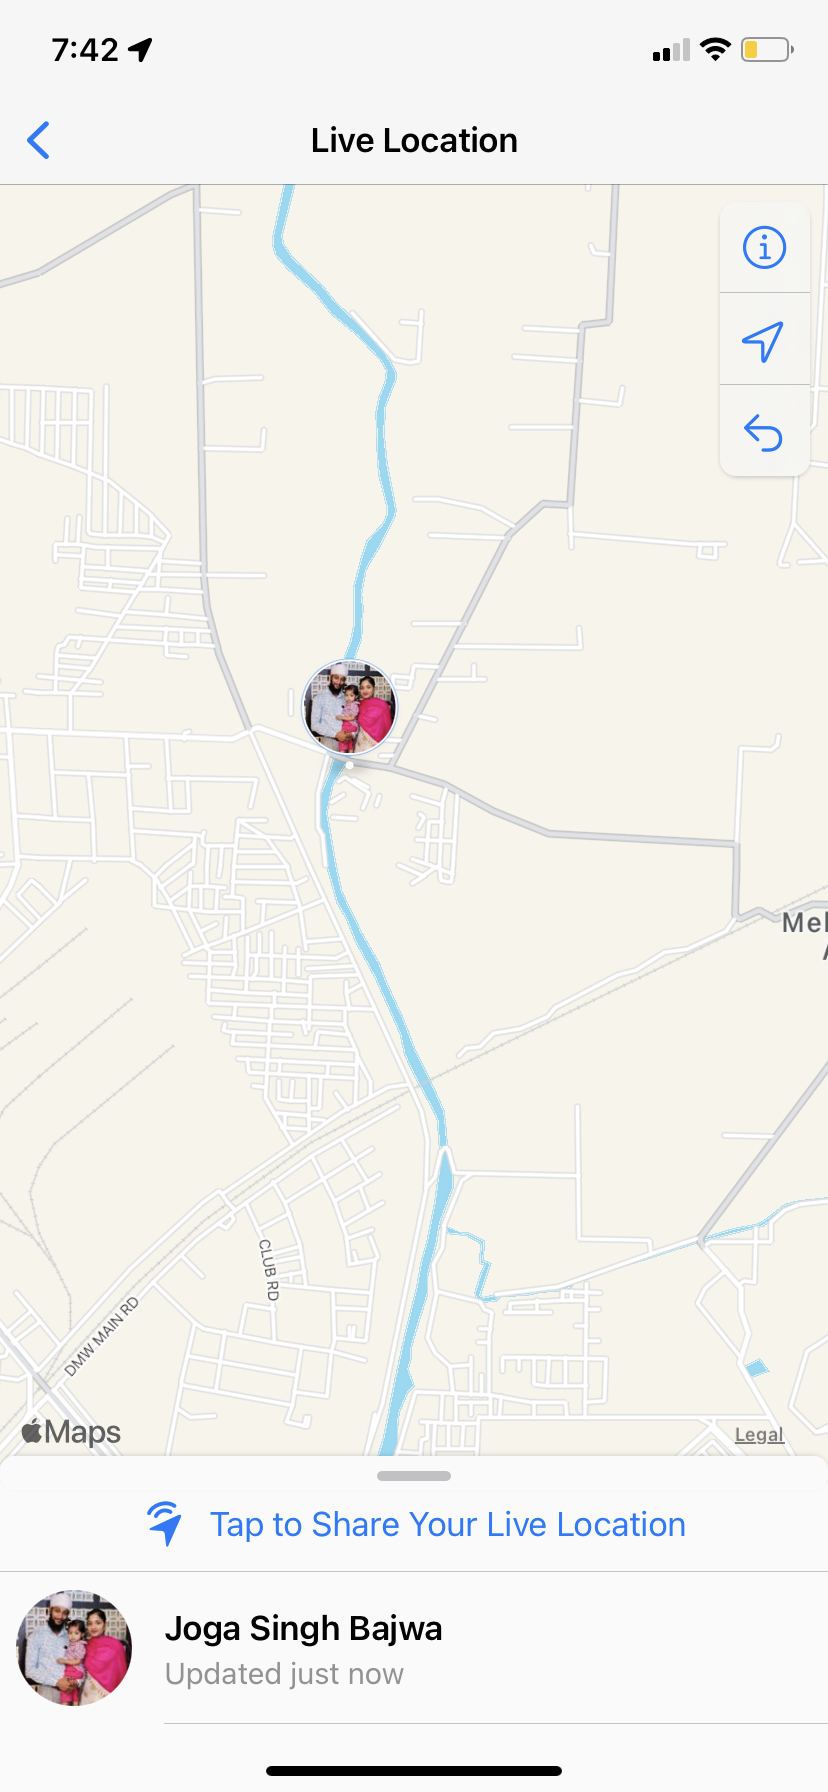 7:42
Live Location
Mel
A
CLUB RD
DMW MAIN RD
Maps
Legal
Tap to Share Your Live Location
Joga Singh Bajwa
Updated just now